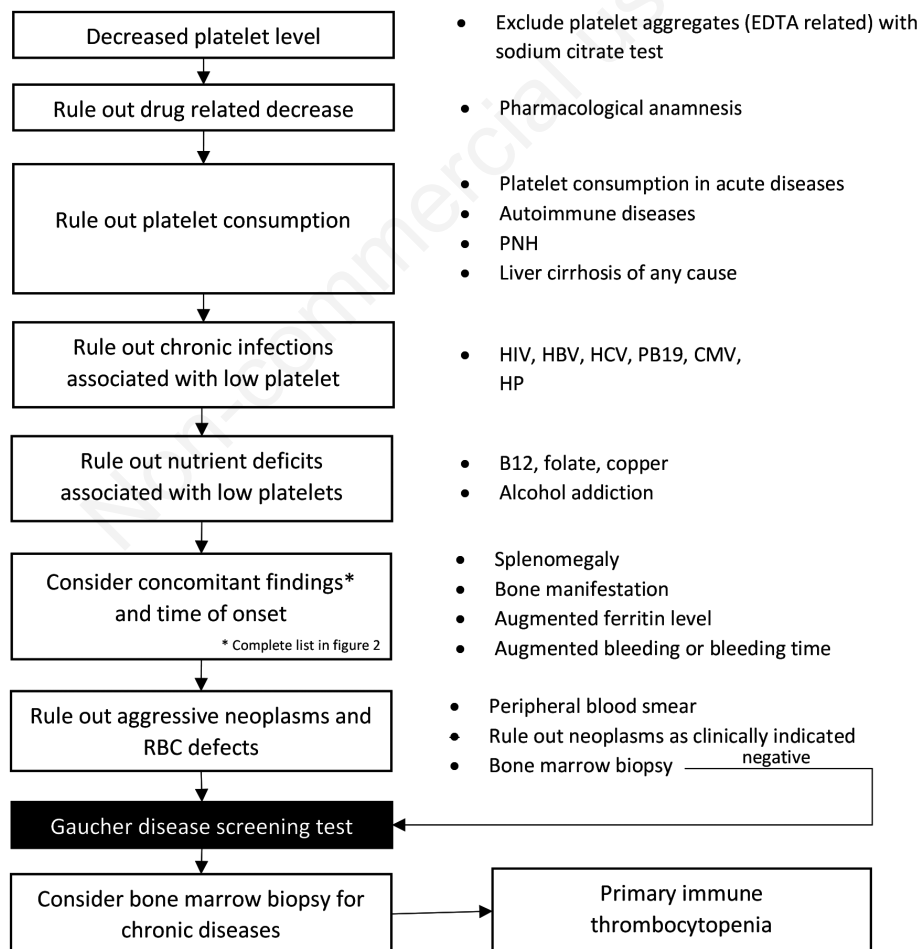 Decreased platelet level
• Exclude platelet aggregates (EDTA related) with
sodium citrate test
Rule out drug related decrease
• Pharmacological anamnesis
Rule out platelet consumption
• Platelet consumption in acute diseases
• Autoimmune diseases
• PNH
• Liver cirrhosis of any cause
Rule out chronic infections
associated with low platelet
• HIV, HBV, HCV, PB19, CMV,
HP
Rule out nutrient deficits
associated with low platelets
• B12, folate, copper
• Alcohol addiction
Consider concomitant findings*
and time of onset
* Complete list in figure 2
• Splenomegaly
• Bone manifestation
• Augmented ferritin level
• Augmented bleeding or bleeding time
Rule out aggressive neoplasms and
RBC defects
• Peripheral blood smear
• Rule out neoplasms as clinically indicated
• Bone marrow biopsy
negative
Gaucher disease screening test
Consider bone marrow biopsy for
chronic diseases
Primary immune
thrombocytopenia
Non-commercial